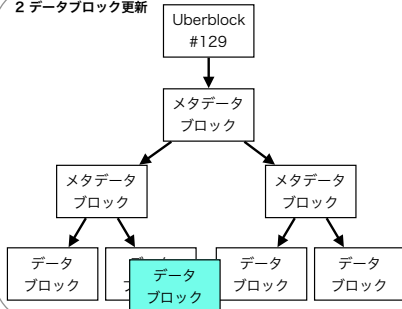 2 データブロック更新
Uberblock
#129
メタデータ
ブロック
メタデータ
ブロック
メタデータ
ブロック
データ
ブロック
データ
ブロック
データ
ブロック
データ
ブロック